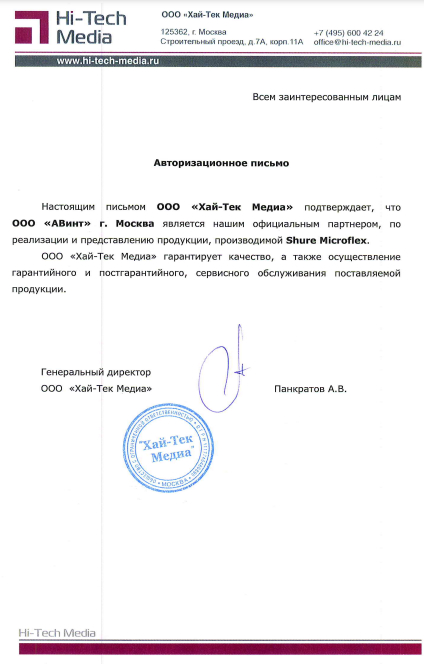 Hi-Tech
Media
ООО «Хай-Тек Медиа»
125362, г. Москва
Строительный проезд, д.7А, корп.11А
+7 (495) 600 42 24
office@hi-tech-media.ru
www.hi-tech-media.ru
Всем заинтересованным лицам
Авторизационное письмо
Настоящим письмом ООО «Хай-Тек Медиа» подтверждает, что
ООО «АВинт» г. Москва является нашим официальным партнером, по
реализации и представлению продукции, производимой Shure Microflex.
ООО «Хай-Тек Медиа» гарантирует качество, а также осуществление
гарантийного и постгарантийного, сервисного обслуживания поставляемой
продукции.
Генеральный директор
ООО «Хай-Тек Медиа»
Панкратов А.В.
"Хай-Тек
Медиа"
МОСКВА
Hi-Tech Media